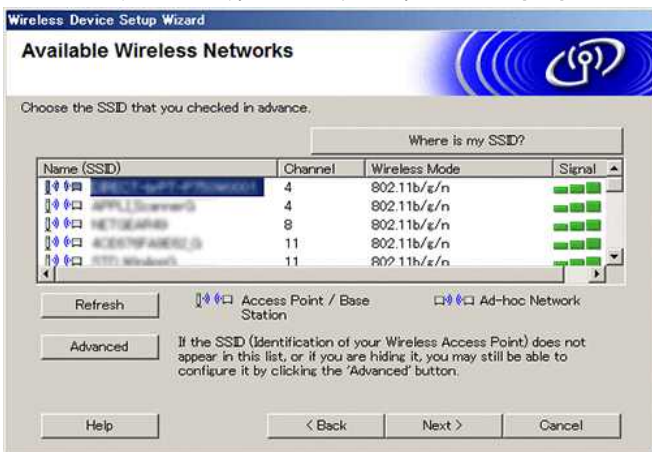 Wireless Device Setup Wizard
Available Wireless Networks
Choose the SSID that you checked in advance.
Where is my SSID?
Name (SSID) Channel Wireless Mode Signal
4 802.11b/g/n
4 802.11b/g/n
8 802.11b/g/n
11 802.11b/g/n
11 802.11b/g/n
Refresh
Access Point / Base
Station
Ad-hoc Network
Advanced
If the SSID (Identification of your Wireless Access Point) does not
appear in this list, or if you are hiding it, you may still be able to
configure it by clicking the 'Advanced' button.
Help < Back Next > Cancel